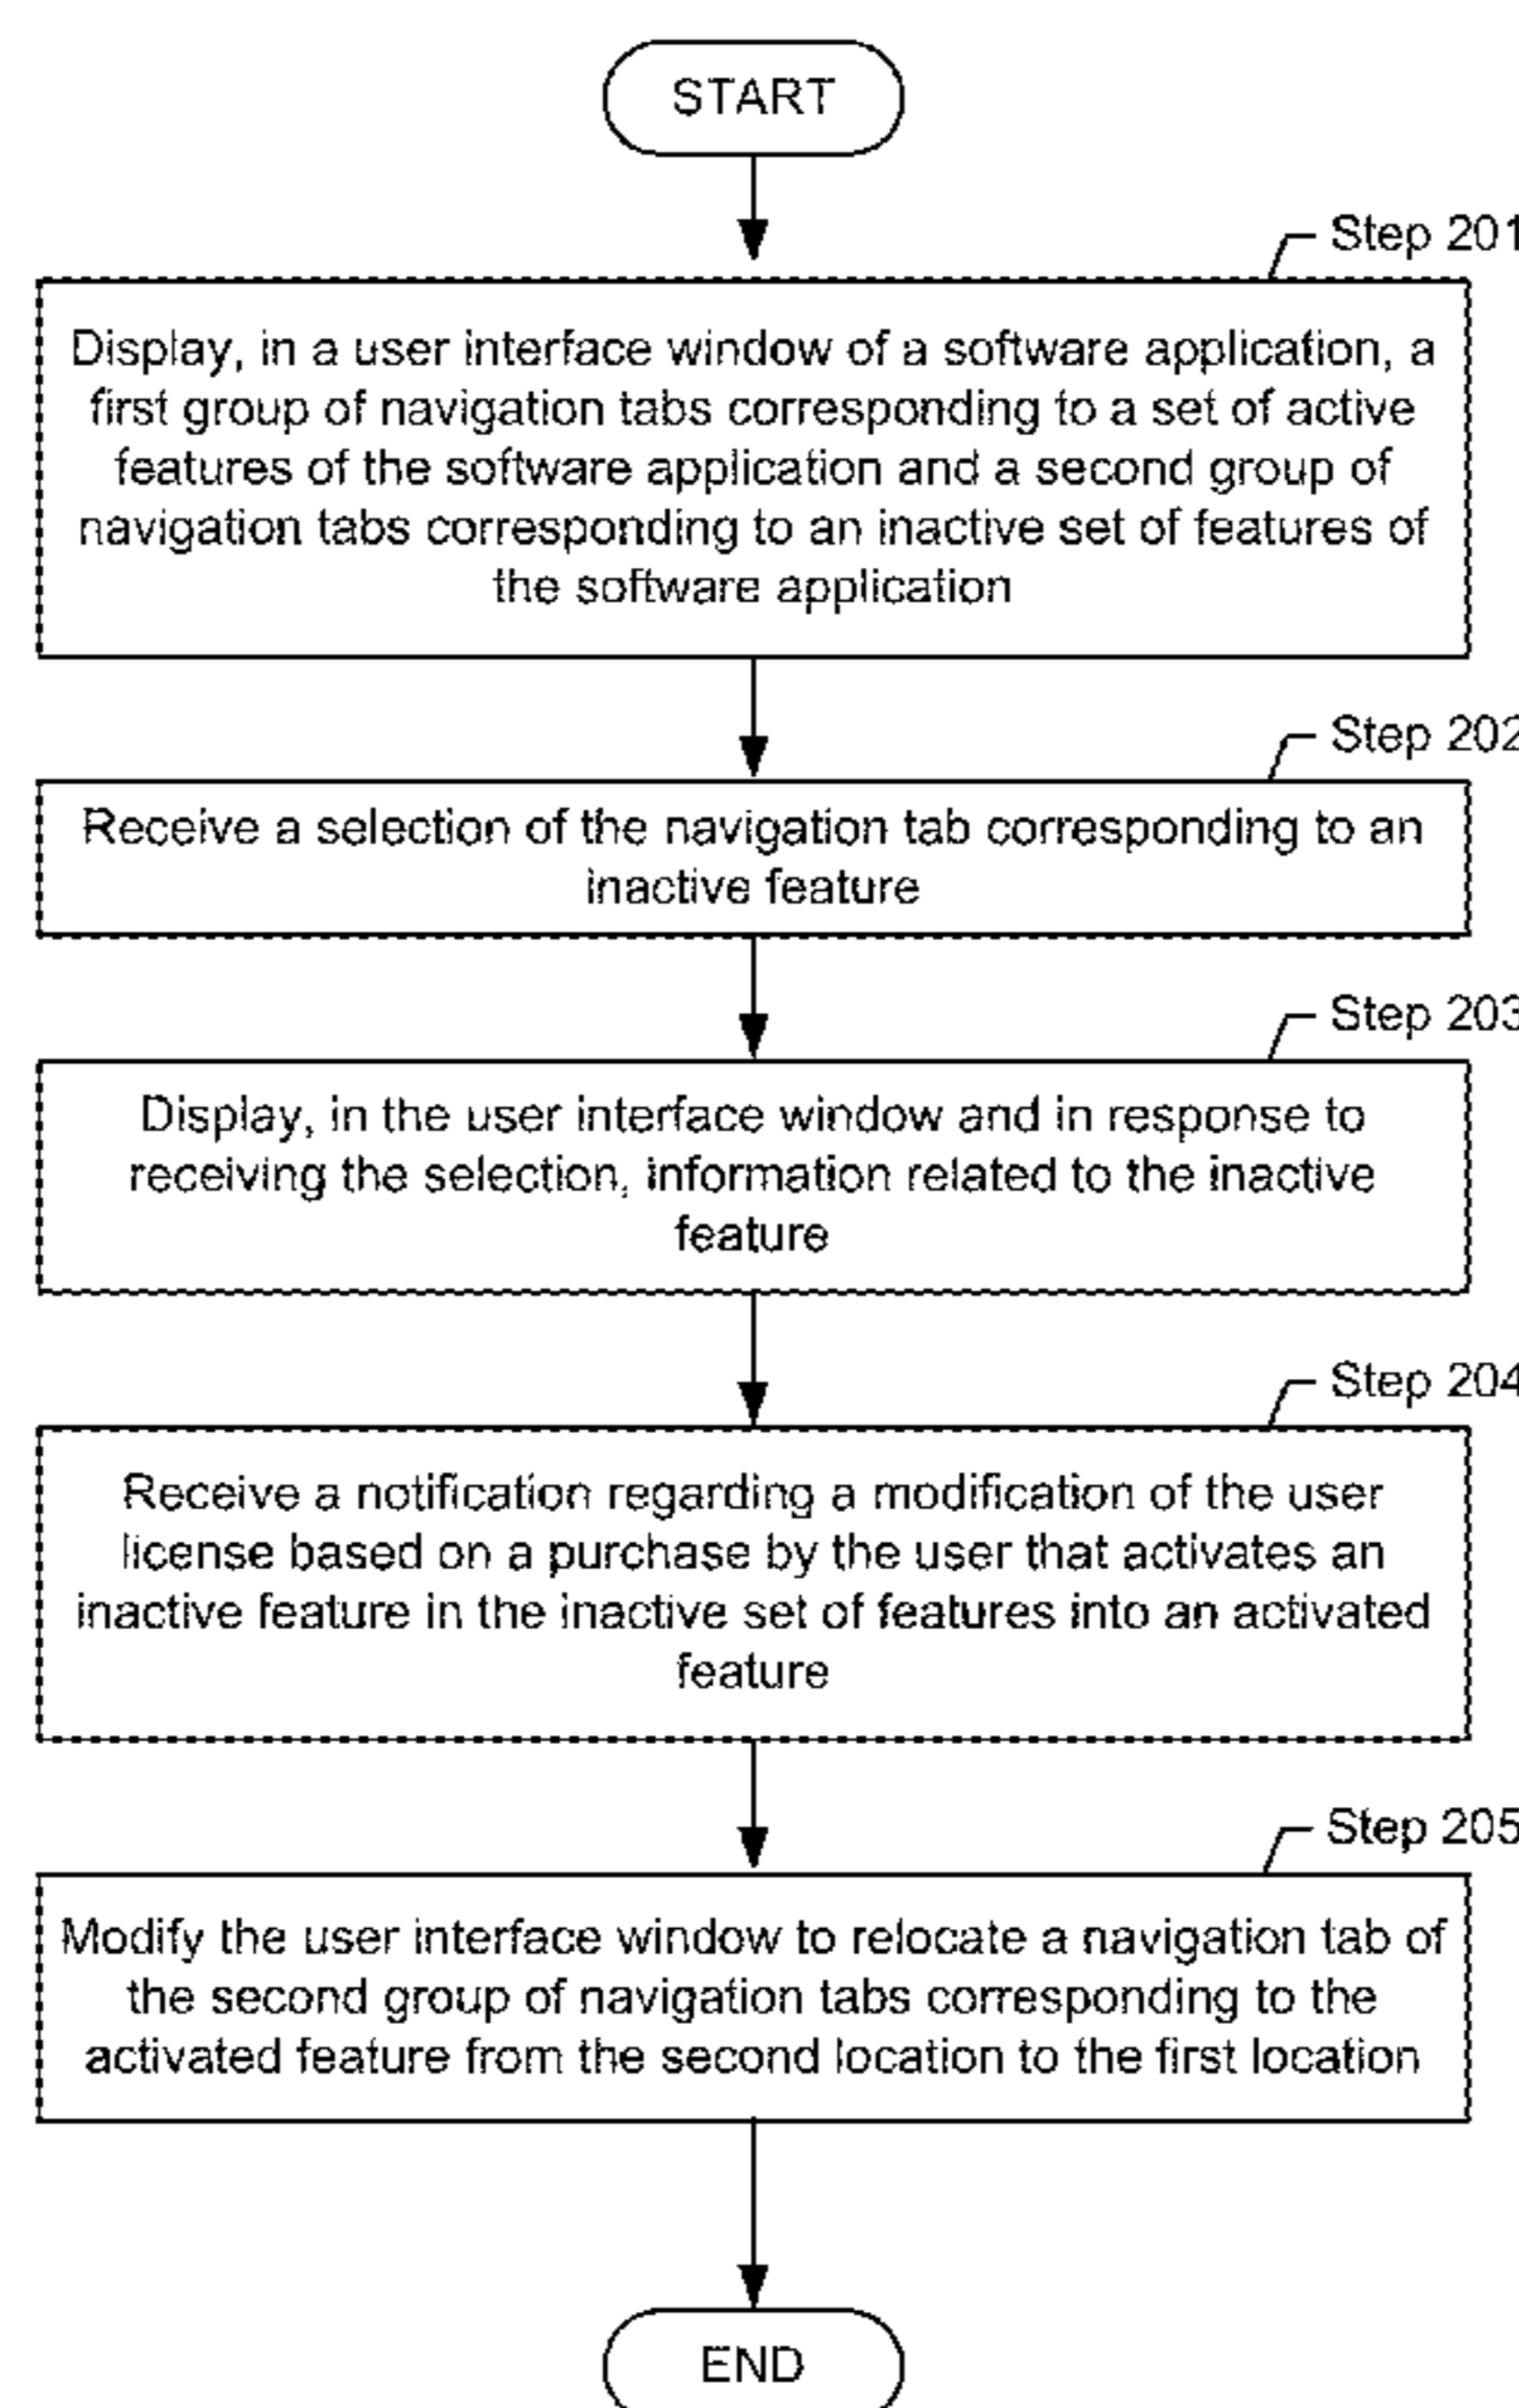 START
Step 201
Display, in a user interface window of a software application, a
first group of navigation tabs corresponding to a set of active
features of the software application and a second group of
navigation tabs corresponding to an inactive set of features of
the software application
Step 202
Receive a selection of the navigation tab corresponding to an
inactive feature
Step 203
Display, in the user interface window and in response to
receiving the selection, information related to the inactive
feature
Step 204
Receive a notification regarding a modification of the user
license based on a purchase by the user that activates an
inactive feature in the inactive set of features into an activated
feature
Step 205
Modify the user interface window to relocate a navigation tab of
the second group of navigation tabs corresponding to the
activated feature from the second location to the first location
END